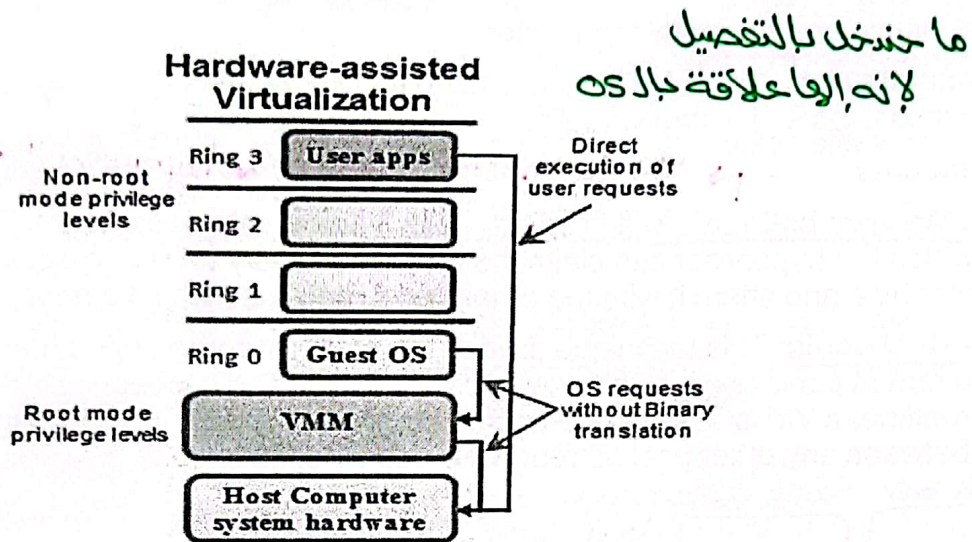 ما حندخل بالتفصيل
لإنه إلها علاقة بالـ OS
Hardware-assisted
Virtualization
Ring 3
User apps
Direct
execution of
user requests
Non-root
mode privilege
levels
Ring 2
Ring 1
Ring 0
Guest OS
OS requests
without Binary
translation
Root mode
privilege levels
VMM
Host Computer
system hardware